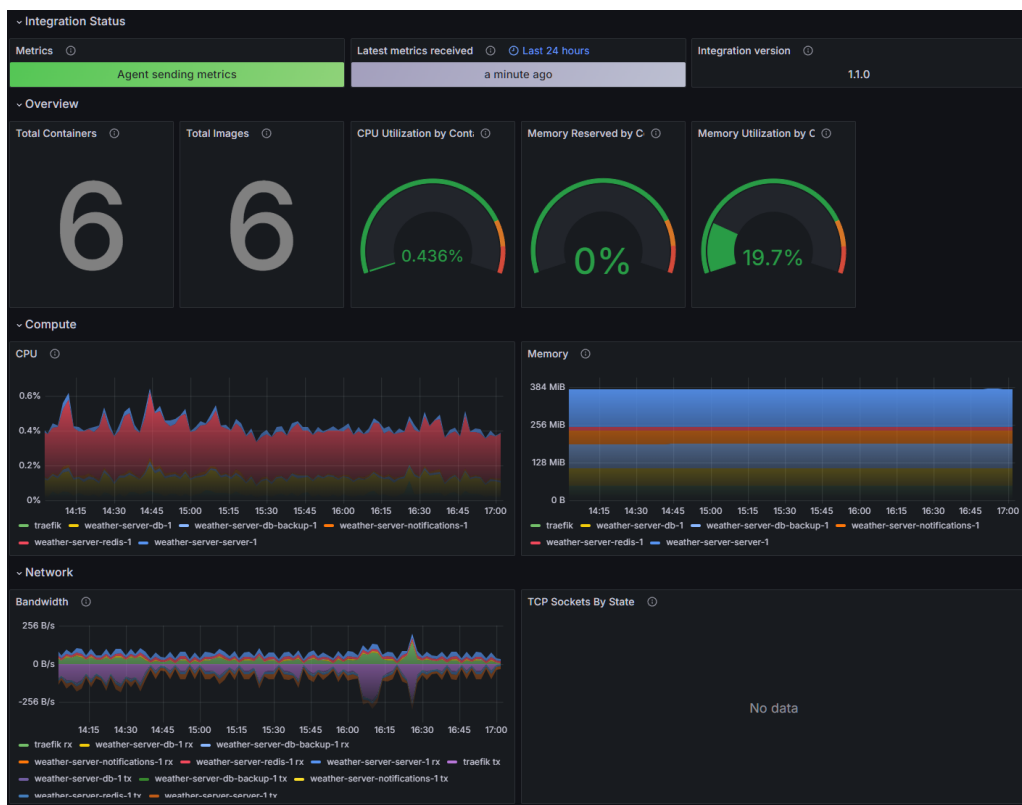 Integration Status
Metrics
Agent sending metrics
Latest metrics received Last 24 hours
a minute ago
Integration version
1.1.0
Overview
Total Containers
6
Total Images
6
CPU Utilization by Cont
0.436%
Memory Reserved by C
0%
Memory Utilization by C
19.7%
Compute
CPU
0.6%
0.4%
0.2%
0%
14:15 14:30 14:45 15:00 15:15 15:30 15:45 16:00 16:15 16:30 16:45 17:00
traefik weather-server-db-1 weather-server-db-backup-1 weather-server-notifications-1
weather-server-redis-1 weather-server-server-1
Memory
384 MiB
256 MiB
128 MiB
0 B
14:15 14:30 14:45 15:00 15:15 15:30 15:45 16:00 16:15 16:30 16:45 17:00
traefik weather-server-db-1 weather-server-db-backup-1 weather-server-notifications-1
weather-server-redis-1 weather-server-server-1
Network
Bandwidth
256 B/s
0 B/s
-256 B/s
14:15 14:30 14:45 15:00 15:15 15:30 15:45 16:00 16:15 16:30 16:45 17:00
traefik rx weather-server-db-1 rx weather-server-db-backup-1 rx
weather-server-notifications-1 rx weather-server-redis-1 rx weather-server-server-1 rx traefik tx
weather-server-db-1 tx weather-server-db-backup-1 tx weather-server-notifications-1 tx
weather-server-redis-1 tx weather-server-server-1 tx
TCP Sockets By State
No data